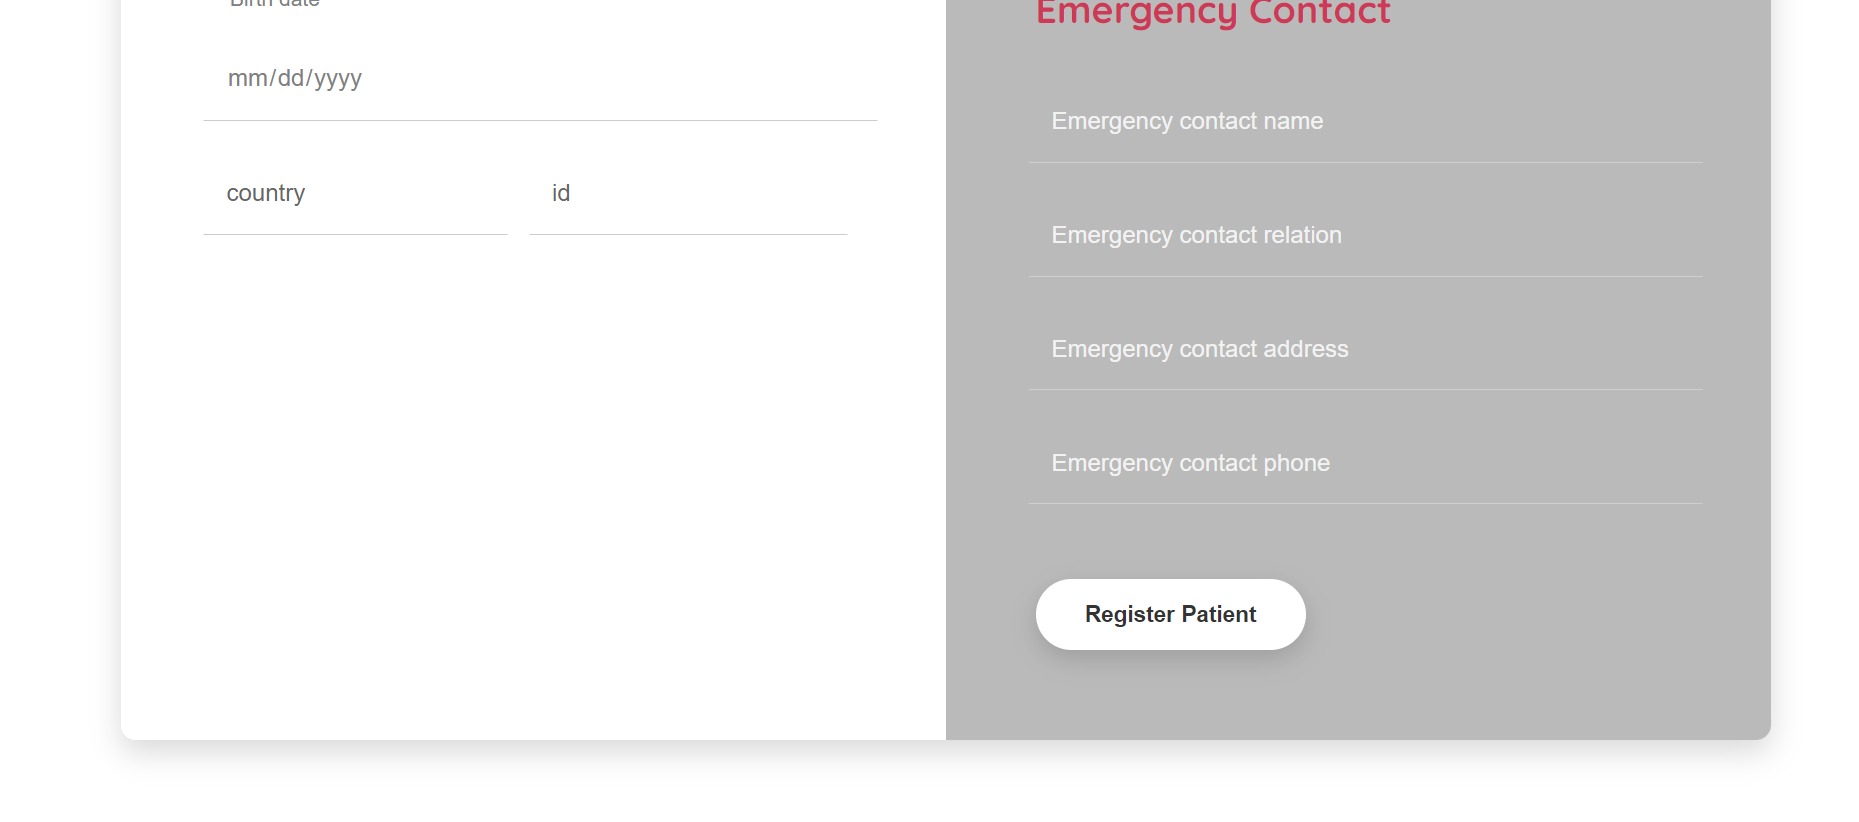 Birth date
mm/dd/yyyy
country
id
Emergency Contact
Emergency contact name
Emergency contact relation
Emergency contact address
Emergency contact phone
Register Patient